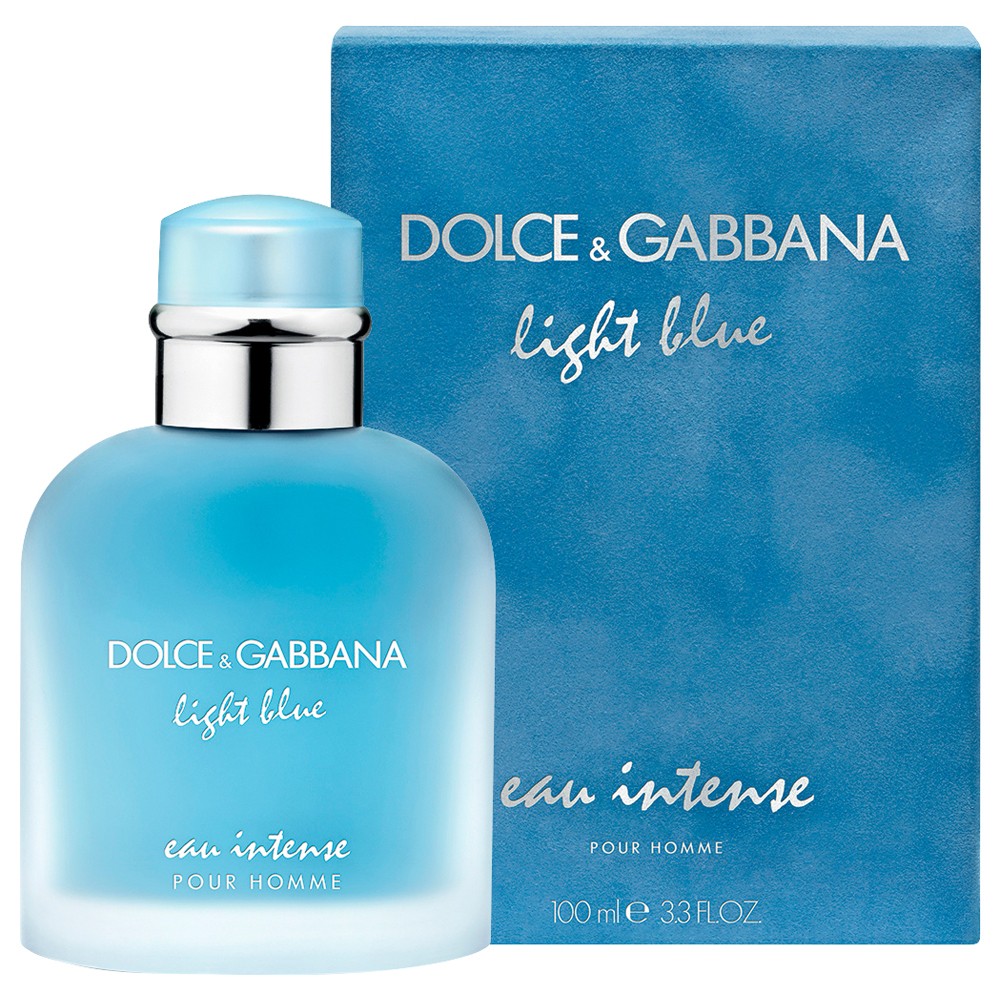 DOLCE & GABBANA
light blue
eau intense
POUR HOMME
100 ml e 3.3 FL.OZ.
DOLCE & GABBANA
light blue
eau intense
POUR HOMME